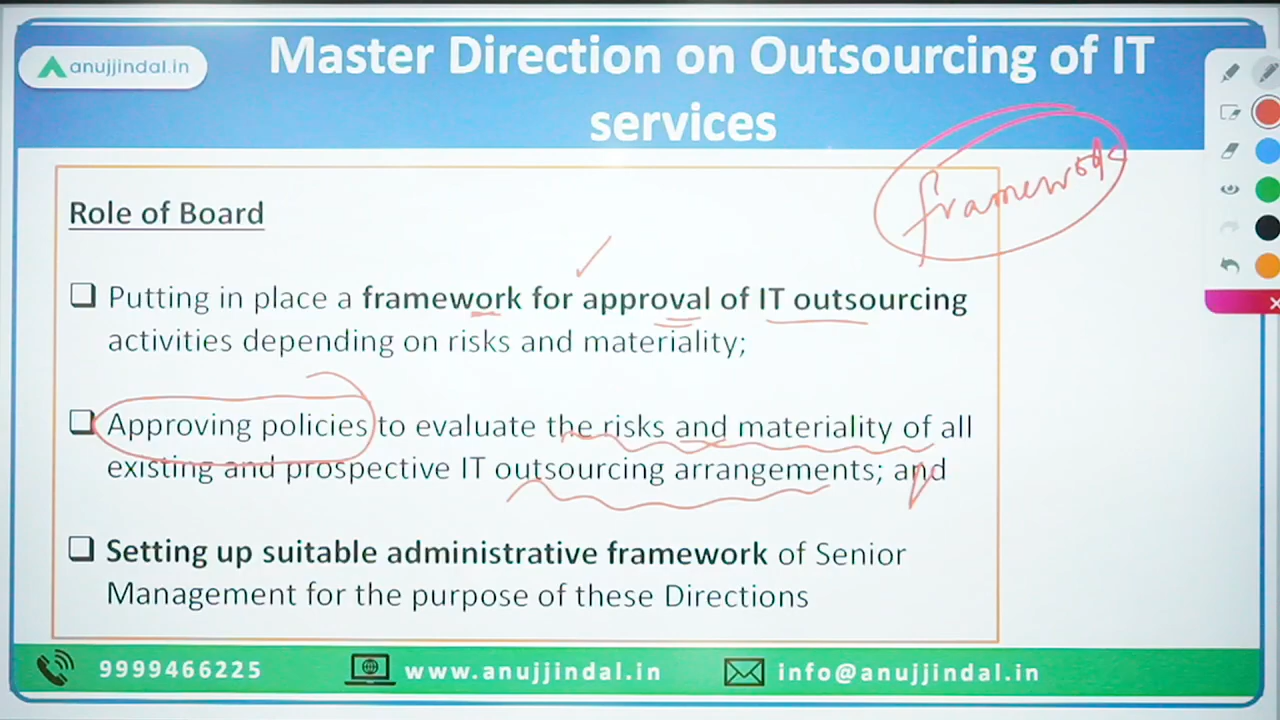 anujjindal.in
Master Direction on Outsourcing of IT
services
frameworks
Role of Board
Putting in place a framework for approval of IT outsourcing
activities depending on risks and materiality;
Approving policies to evaluate the risks and materiality of all
existing and prospective IT outsourcing arrangements; and
Setting up suitable administrative framework of Senior
Management for the purpose of these Directions
9999466225
www.anujjindal.in
info@anujjindal.in